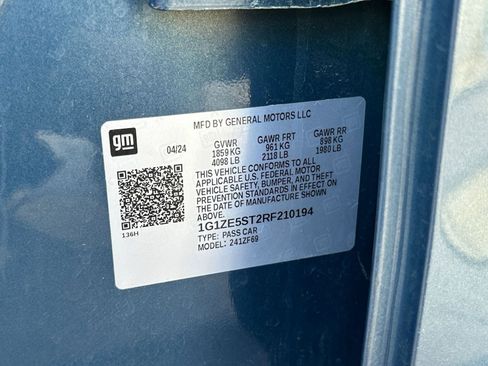 MFD BY GENERAL MOTORS LLC
gm
04/24 GVWR GAWR FRT GAWR RR
1859 KG 961 KG 898 KG
4098 LB 2118 LB 1980 LB
THIS VEHICLE CONFORMS TO ALL
APPLICABLE U.S. FEDERAL MOTOR
VEHICLE SAFETY, BUMPER, AND THEFT
PREVENTION STANDARDS IN EFFECT ON
THE DATE OF MANUFACTURE SHOWN
ABOVE.
1G1ZE5ST2RF210194
136H
TYPE: PASS CAR
MODEL: 241ZF69